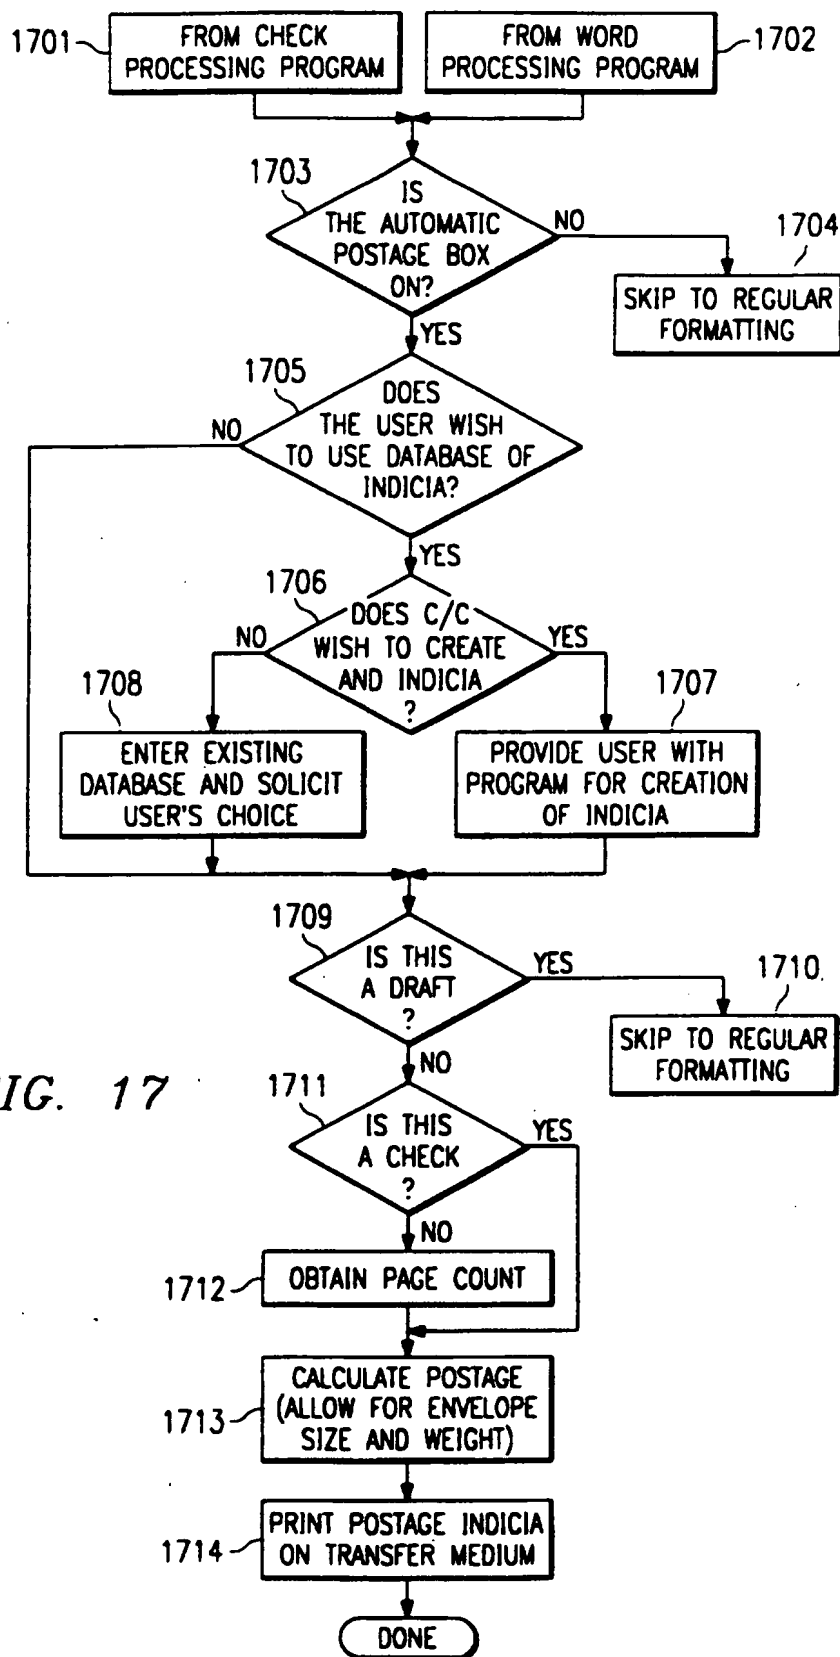 1701
FROM CHECK
PROCESSING PROGRAM
FROM WORD
PROCESSING PROGRAM
1702
1703
IS
THE AUTOMATIC
POSTAGE BOX
ON?
NO
1704
SKIP TO REGULAR
FORMATTING
YES
1705
DOES
THE USER WISH
TO USE DATABASE OF
INDICIA?
NO
YES
1706
DOES C/C
WISH TO CREATE
AND INDICIA
?
NO
YES
1708
ENTER EXISTING
DATABASE AND SOLICIT
USER'S CHOICE
1707
PROVIDE USER WITH
PROGRAM FOR CREATION
OF INDICIA
1709
IS THIS
A DRAFT
?
YES
1710
SKIP TO REGULAR
FORMATTING
NO
IG. 17
1711
IS THIS
A CHECK
?
YES
NO
1712
OBTAIN PAGE COUNT
1713
CALCULATE POSTAGE
(ALLOW FOR ENVELOPE
SIZE AND WEIGHT)
1714
PRINT POSTAGE INDICIA
ON TRANSFER MEDIUM
DONE